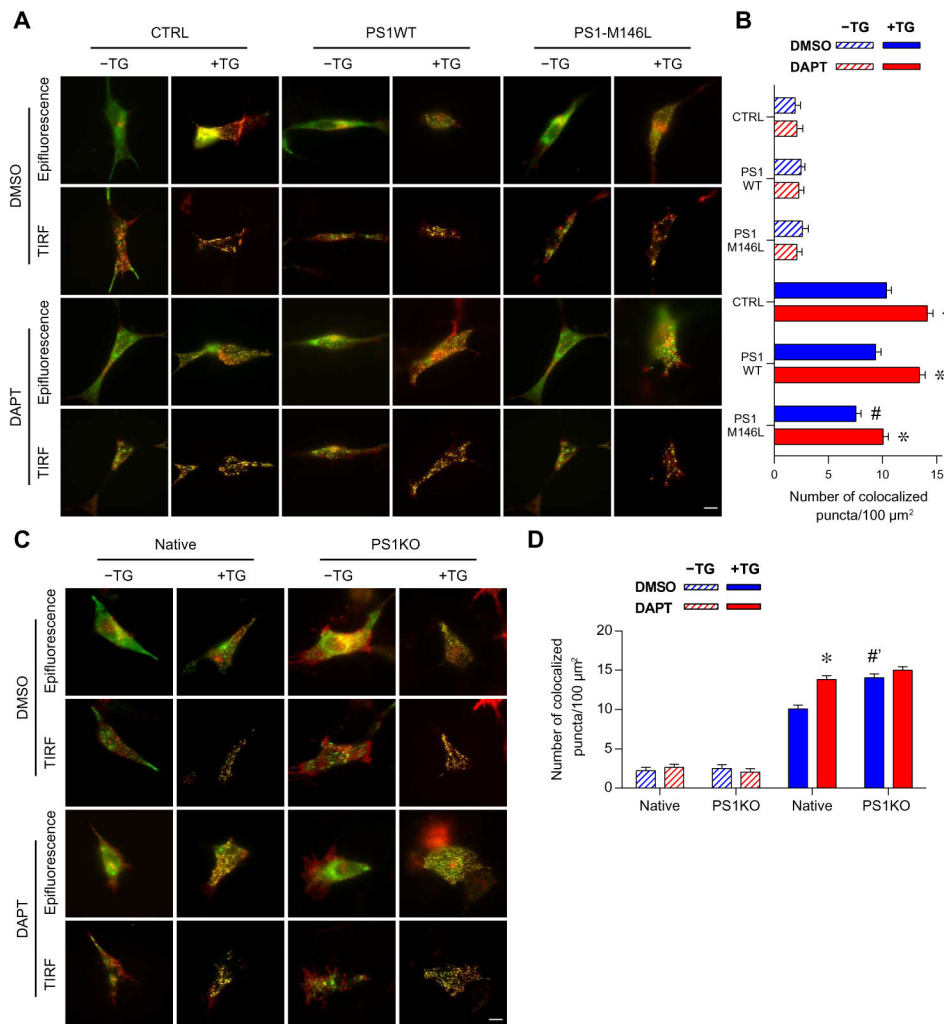 A
CTRL
PS1WT
PS1-M146L
−TG
+TG
−TG
+TG
−TG
+TG
DMSO
Epifluorescence
TIRF
DAPT
Epifluorescence
TIRF
B
−TG
+TG
DMSO
DAPT
CTRL
PS1
WT
PS1
M146L
CTRL
PS1
WT
*
PS1
M146L
#
*
0
5
10
15
Number of colocalized
puncta/100 µm²
C
Native
PS1KO
−TG
+TG
−TG
+TG
DMSO
Epifluorescence
TIRF
DAPT
Epifluorescence
TIRF
D
−TG
+TG
DMSO
DAPT
Number of colocalized
puncta/100 µm²
20
15
10
5
0
*
#'
Native
PS1KO
Native
PS1KO